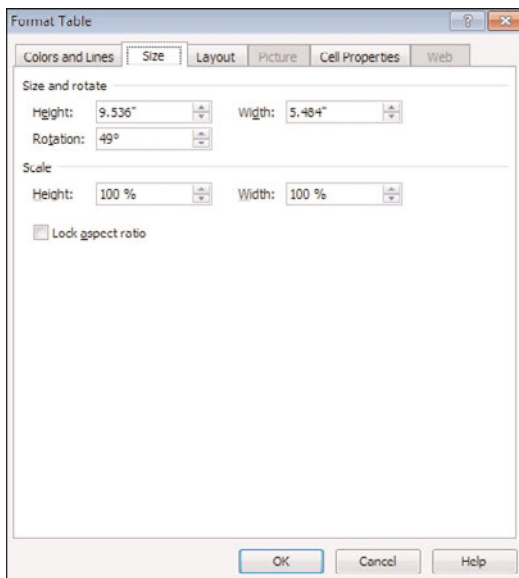 Format Table
Colors and Lines Size Layout Picture Cell Properties Web
Size and rotate
Height: 9.536" Width: 5.484"
Rotation: 49°
Scale
Height: 100 % Width: 100 %
Lock aspect ratio
OK Cancel Help